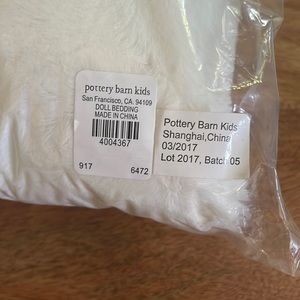 pottery barn kids
San Francisco, CA. 94109
DOLL BEDDING
MADE IN CHINA
4004367
917 6472
Pottery Barn Kids
Shanghai,China
03/2017
Lot 2017, Batch 05